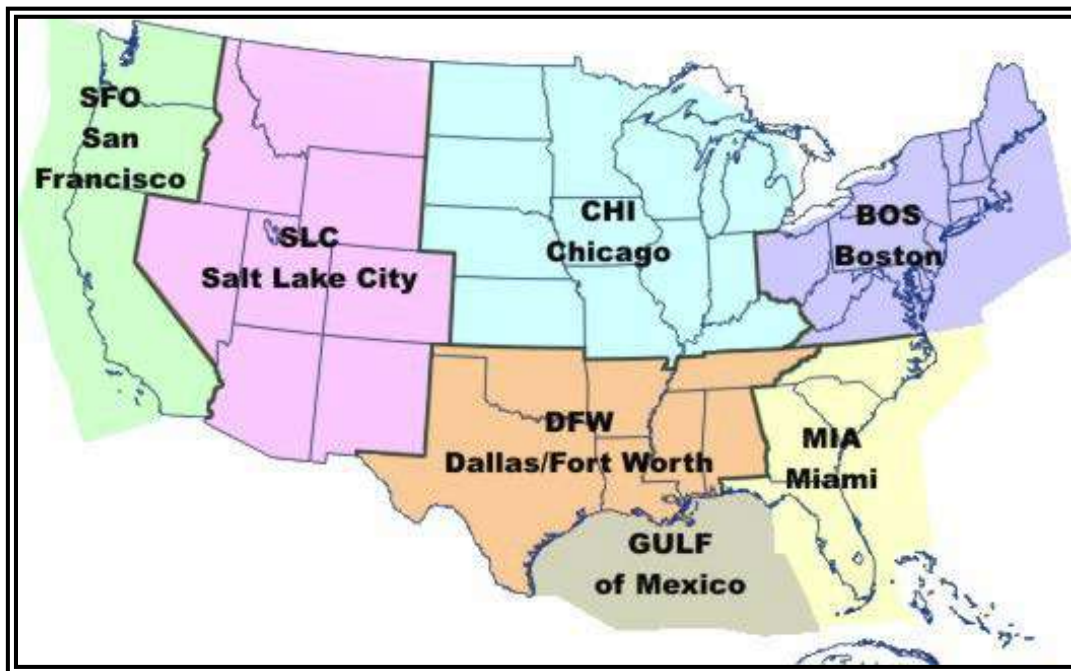 SFO
San
Francisco
SLC
Salt Lake City
CHI
Chicago
BOS
Boston
DFW
Dallas/Fort Worth
MIA
Miami
GULF
of Mexico